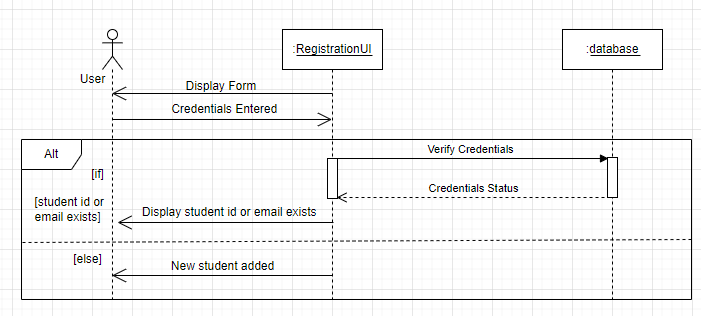 :RegistrationUI
:database
User
Display Form
Credentials Entered
Alt
Verify Credentials
[if]
Credentials Status
[student id or
email exists]
Display student id or email exists
[else]
New student added